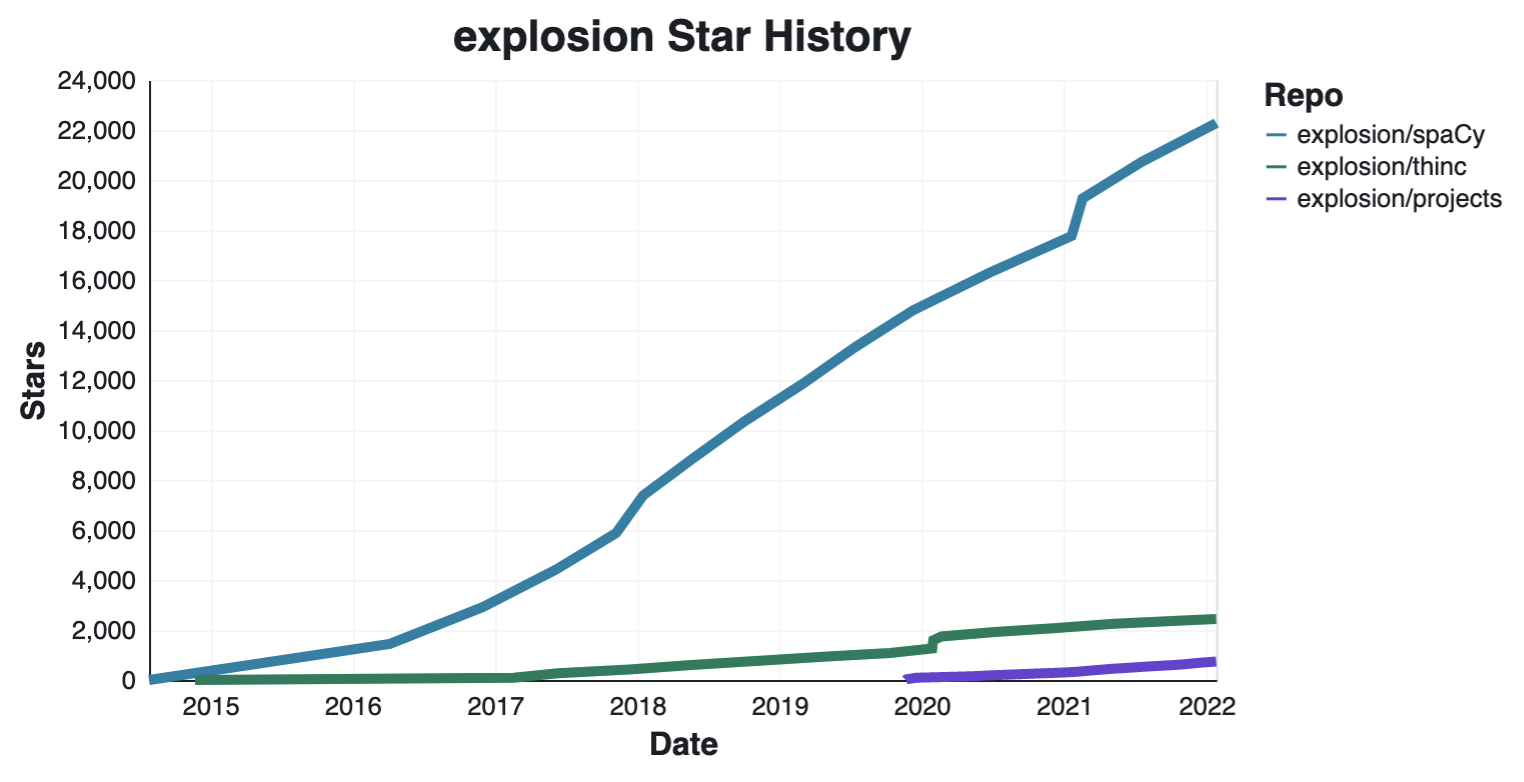 explosion Star History
24,000
22,000
20,000
18,000
16,000
14,000
12,000
10,000
8,000
6,000
4,000
2,000
0
Stars
2015 2016 2017 2018 2019 2020 2021 2022
Date
Repo
explosion/spaCy
explosion/thinc
explosion/projects